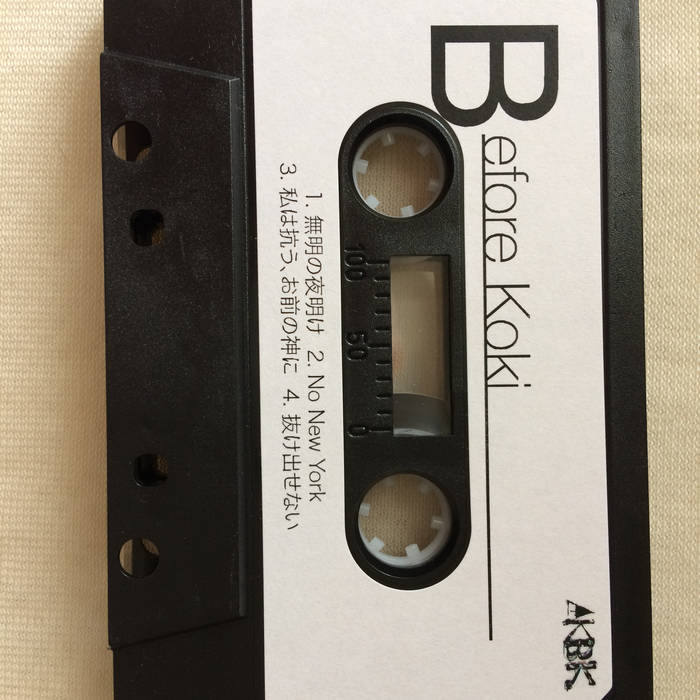 Before Koki
100 50 0
1. 無明の夜明け 2. No New York
3. 私は抗う、お前の神に 4. 抜け出せない